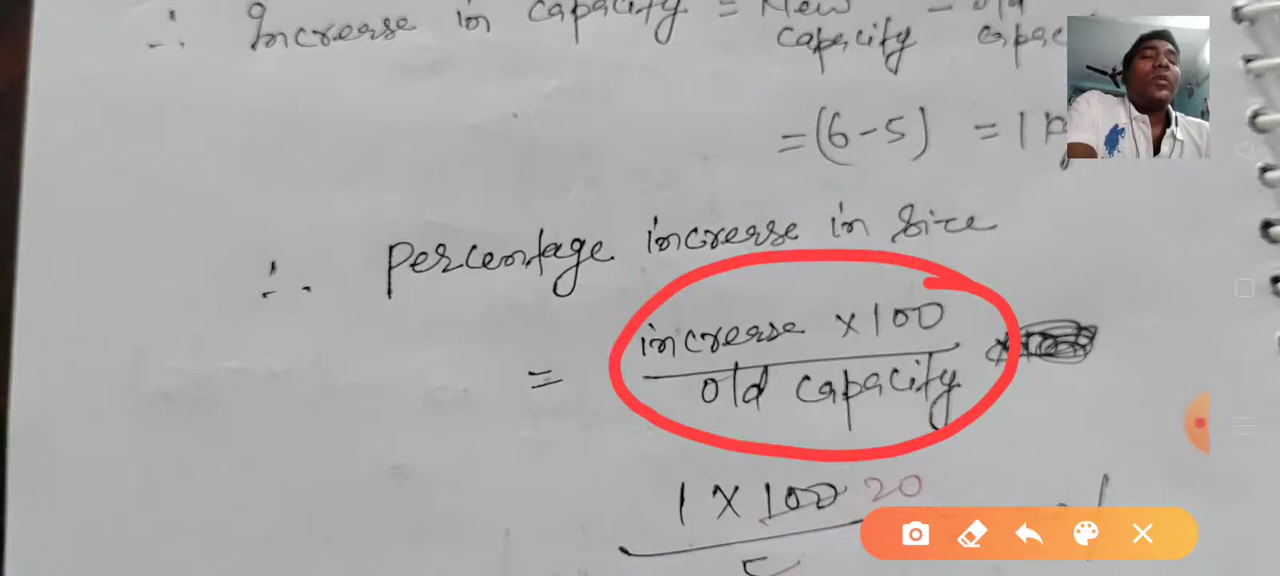 ∴ Increase in capacity = New - old
capacity
= (6-5) = 1
∴ Percentage increase in size
= increase ×100
old capacity
1 × 100 20
5